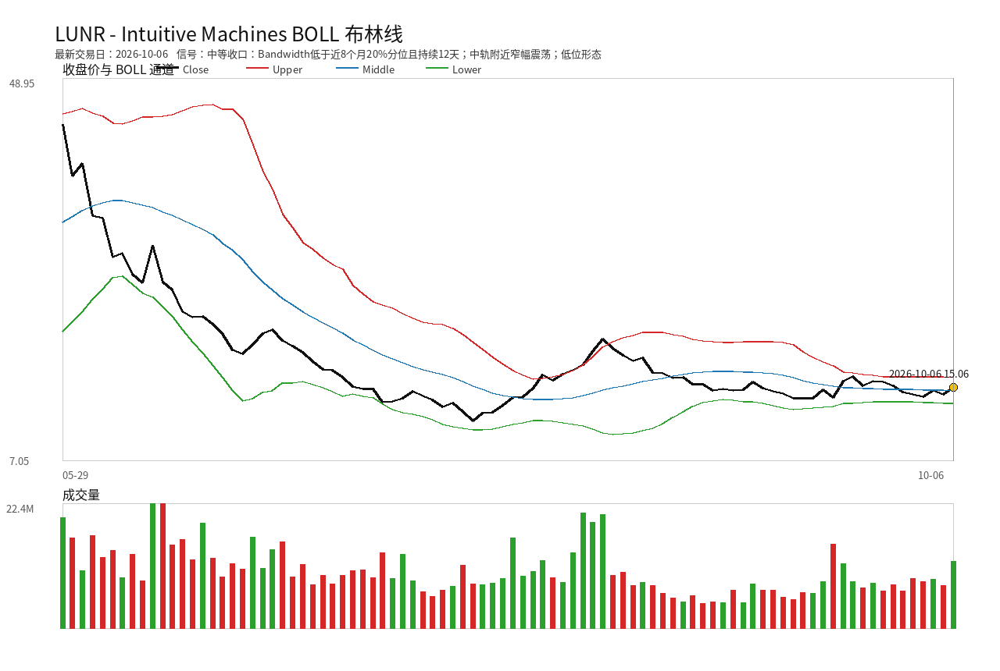 LUNR - Intuitive Machines BOLL 布林线
最新交易日：2026-10-06 信号：中等收口：Bandwidth低于近8个月20%分位且持续12天；中轨附近窄幅震荡；低位形态
收盘价与 BOLL 通道 Close Upper Middle Lower
48.95
2026-10-06 15.06
7.05
05-29 10-06
成交量
22.4M